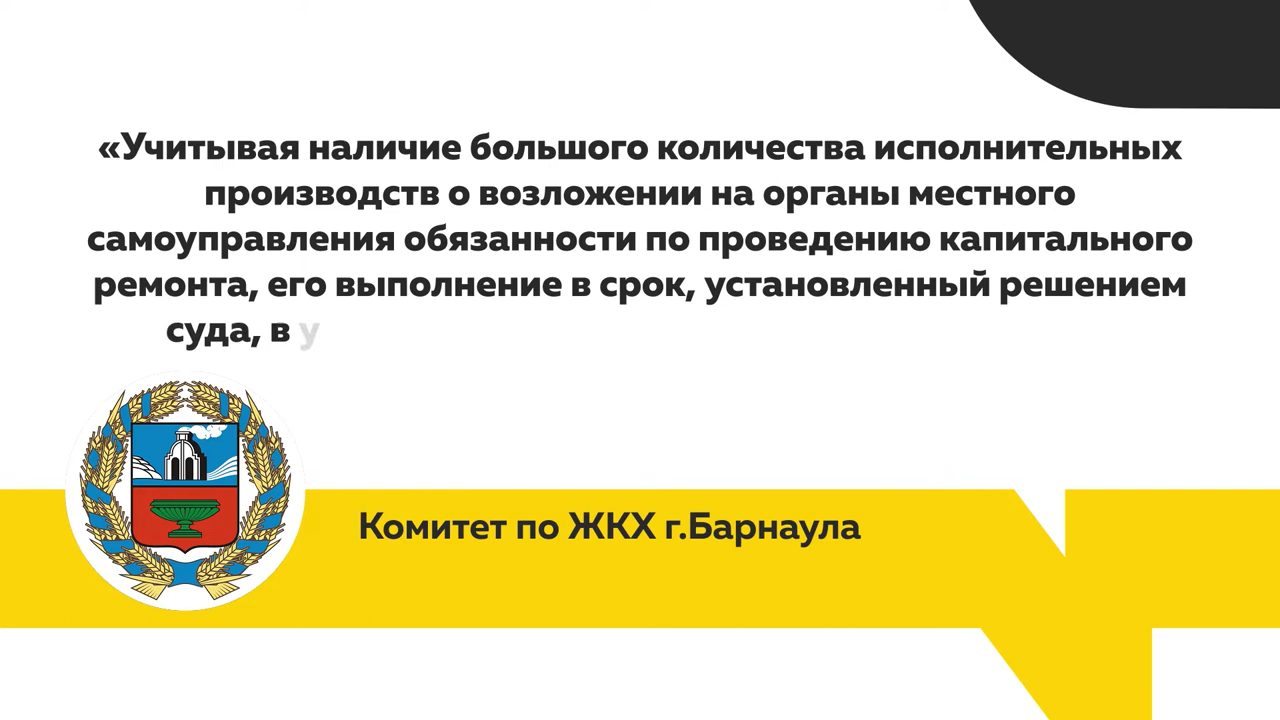 «Учитывая наличие большого количества исполнительных
производств о возложении на органы местного
самоуправления обязанности по проведению капитального
ремонта, его выполнение в срок, установленный решением
суда, в у
Комитет по ЖКХ г.Барнаула